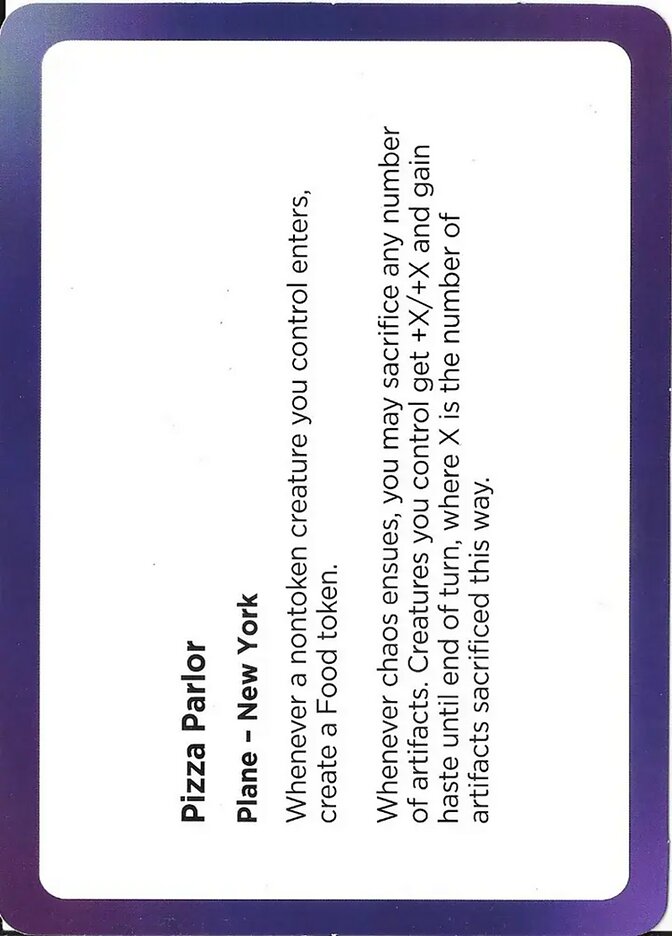 Pizza Parlor
Plane – New York
Whenever a nontoken creature you control enters,
create a Food token.
Whenever chaos ensues, you may sacrifice any number
of artifacts. Creatures you control get +X/+X and gain
haste until end of turn, where X is the number of
artifacts sacrificed this way.